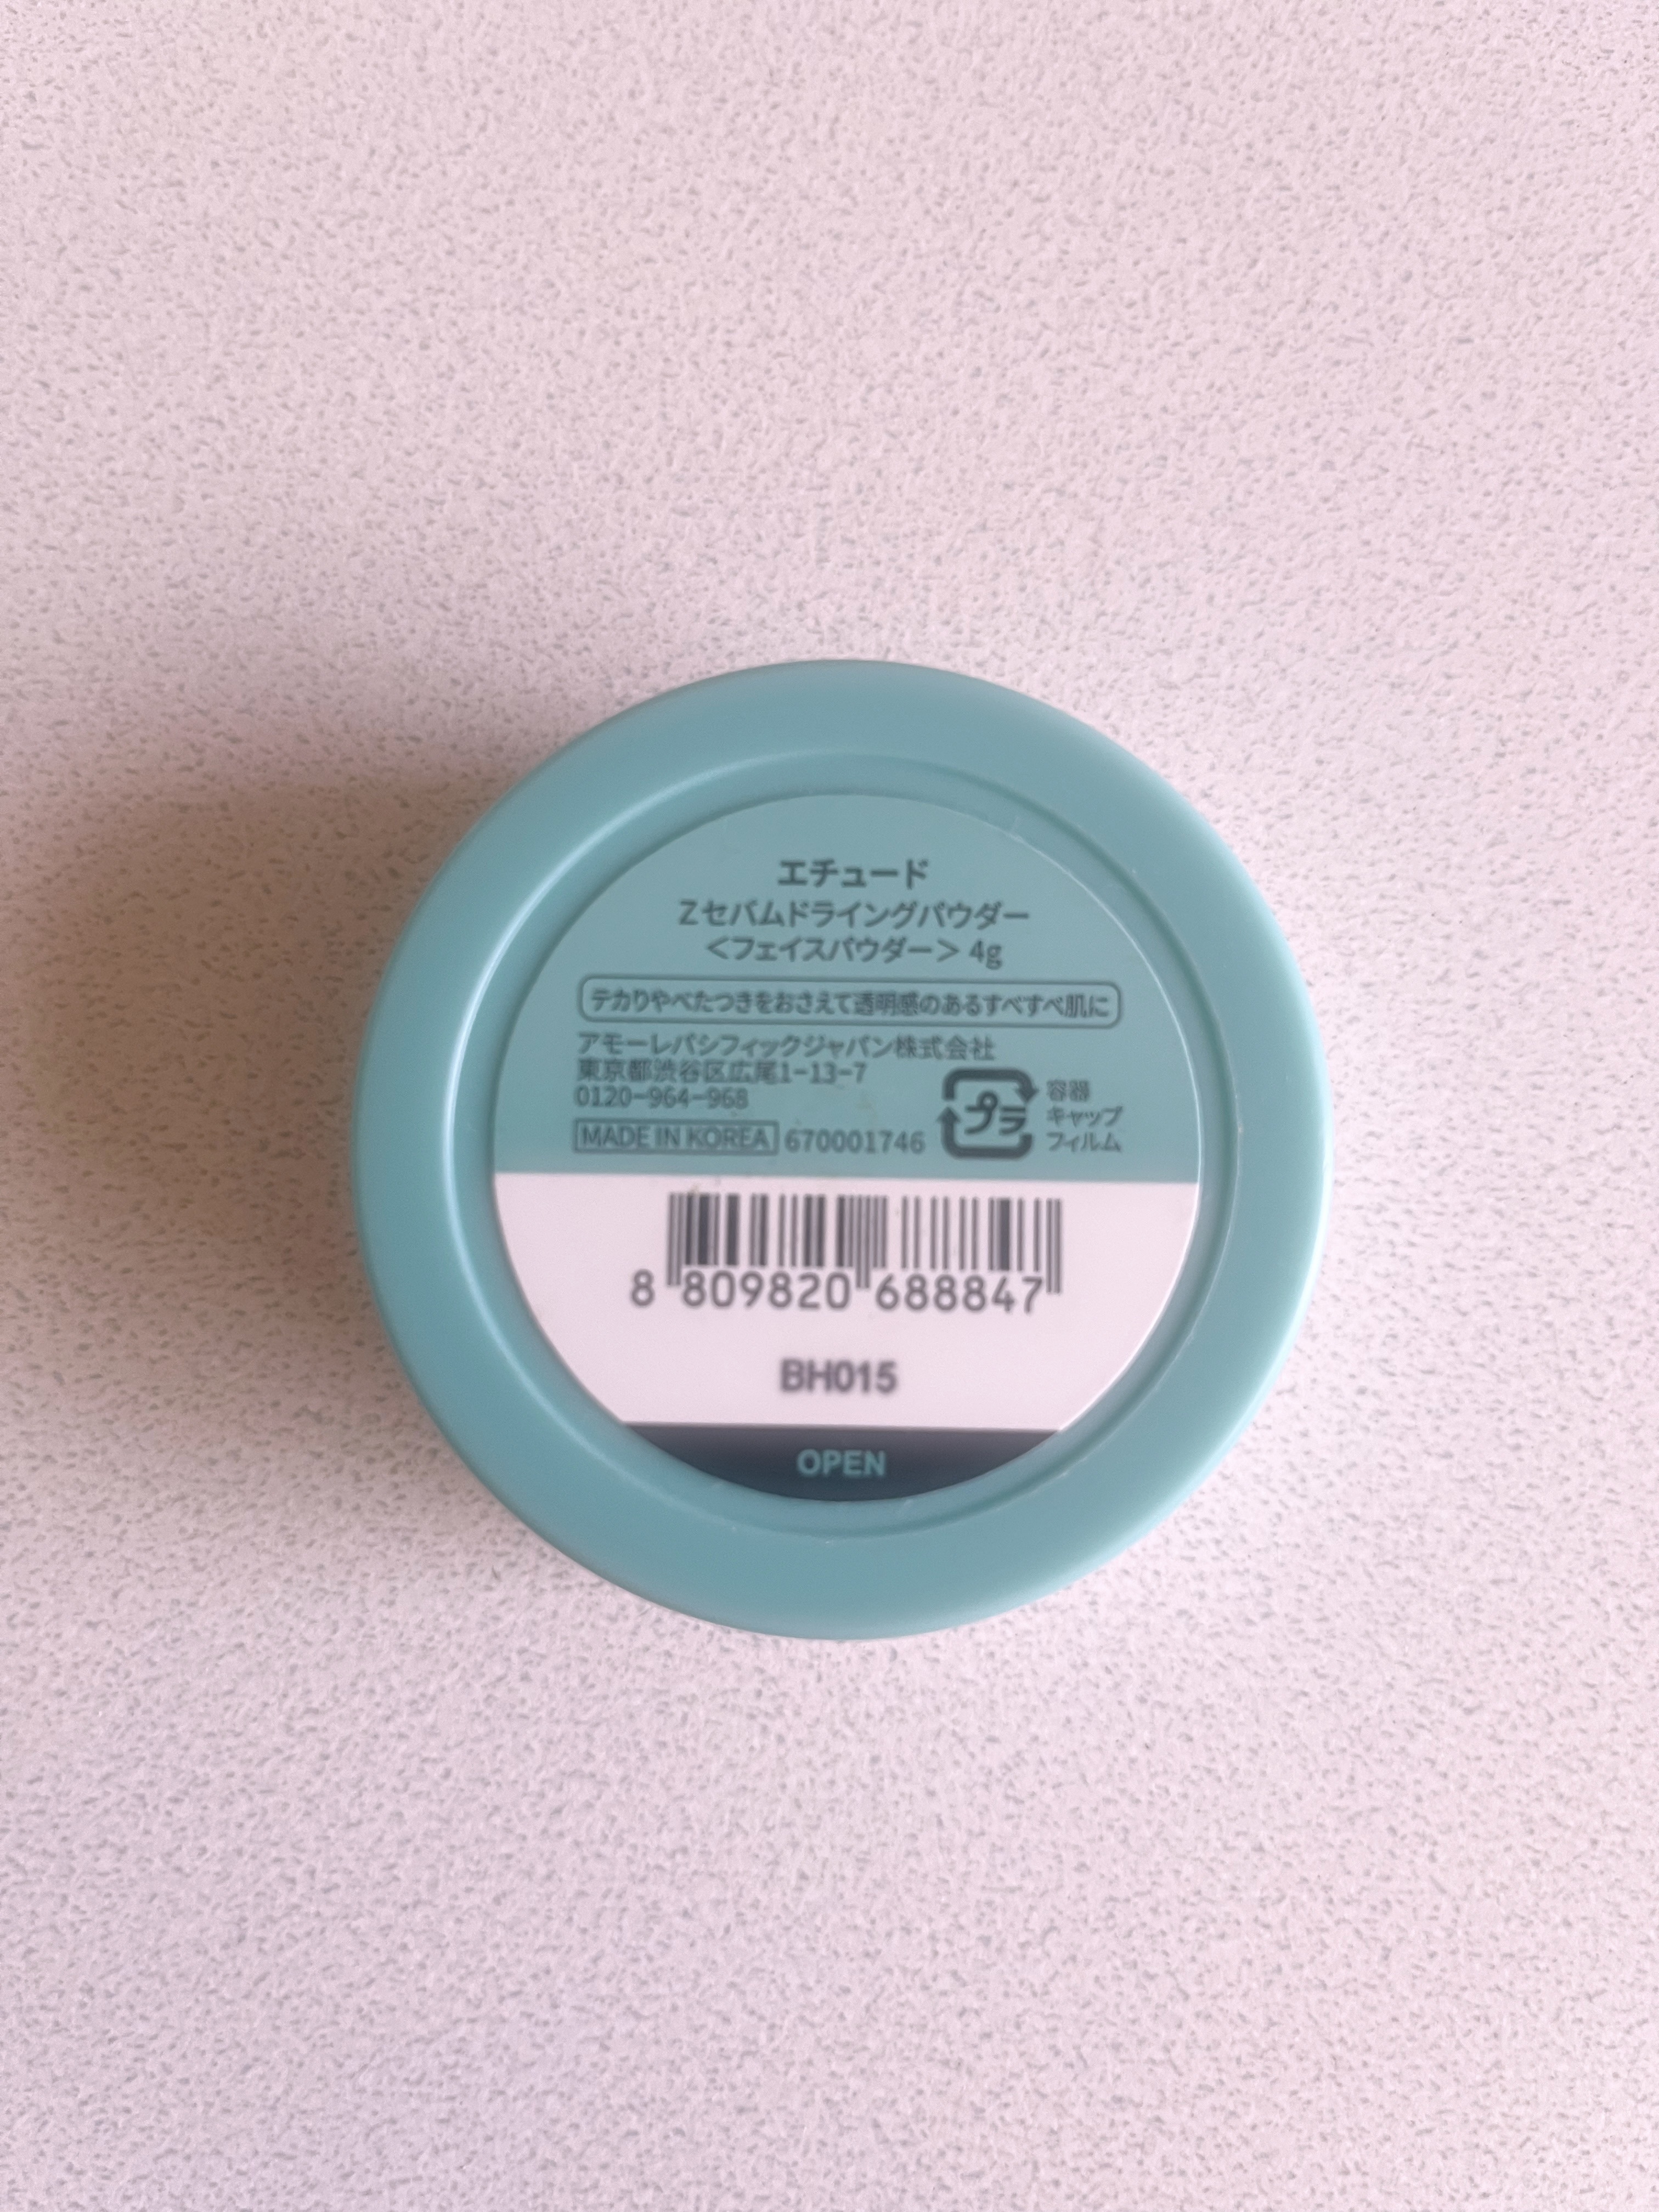 エチュード
Zセバムドライングパウダー
＜フェイスパウダー＞ 4g
テカりやべたつきをおさえて透明感のあるすべすべ肌に
アモーレパシフィックジャパン株式会社
東京都渋谷区広尾1-13-7
0120-964-968
MADE IN KOREA 670001746
プラ
容器
キャップ
フィルム
8 809820 688847
BH015
OPEN